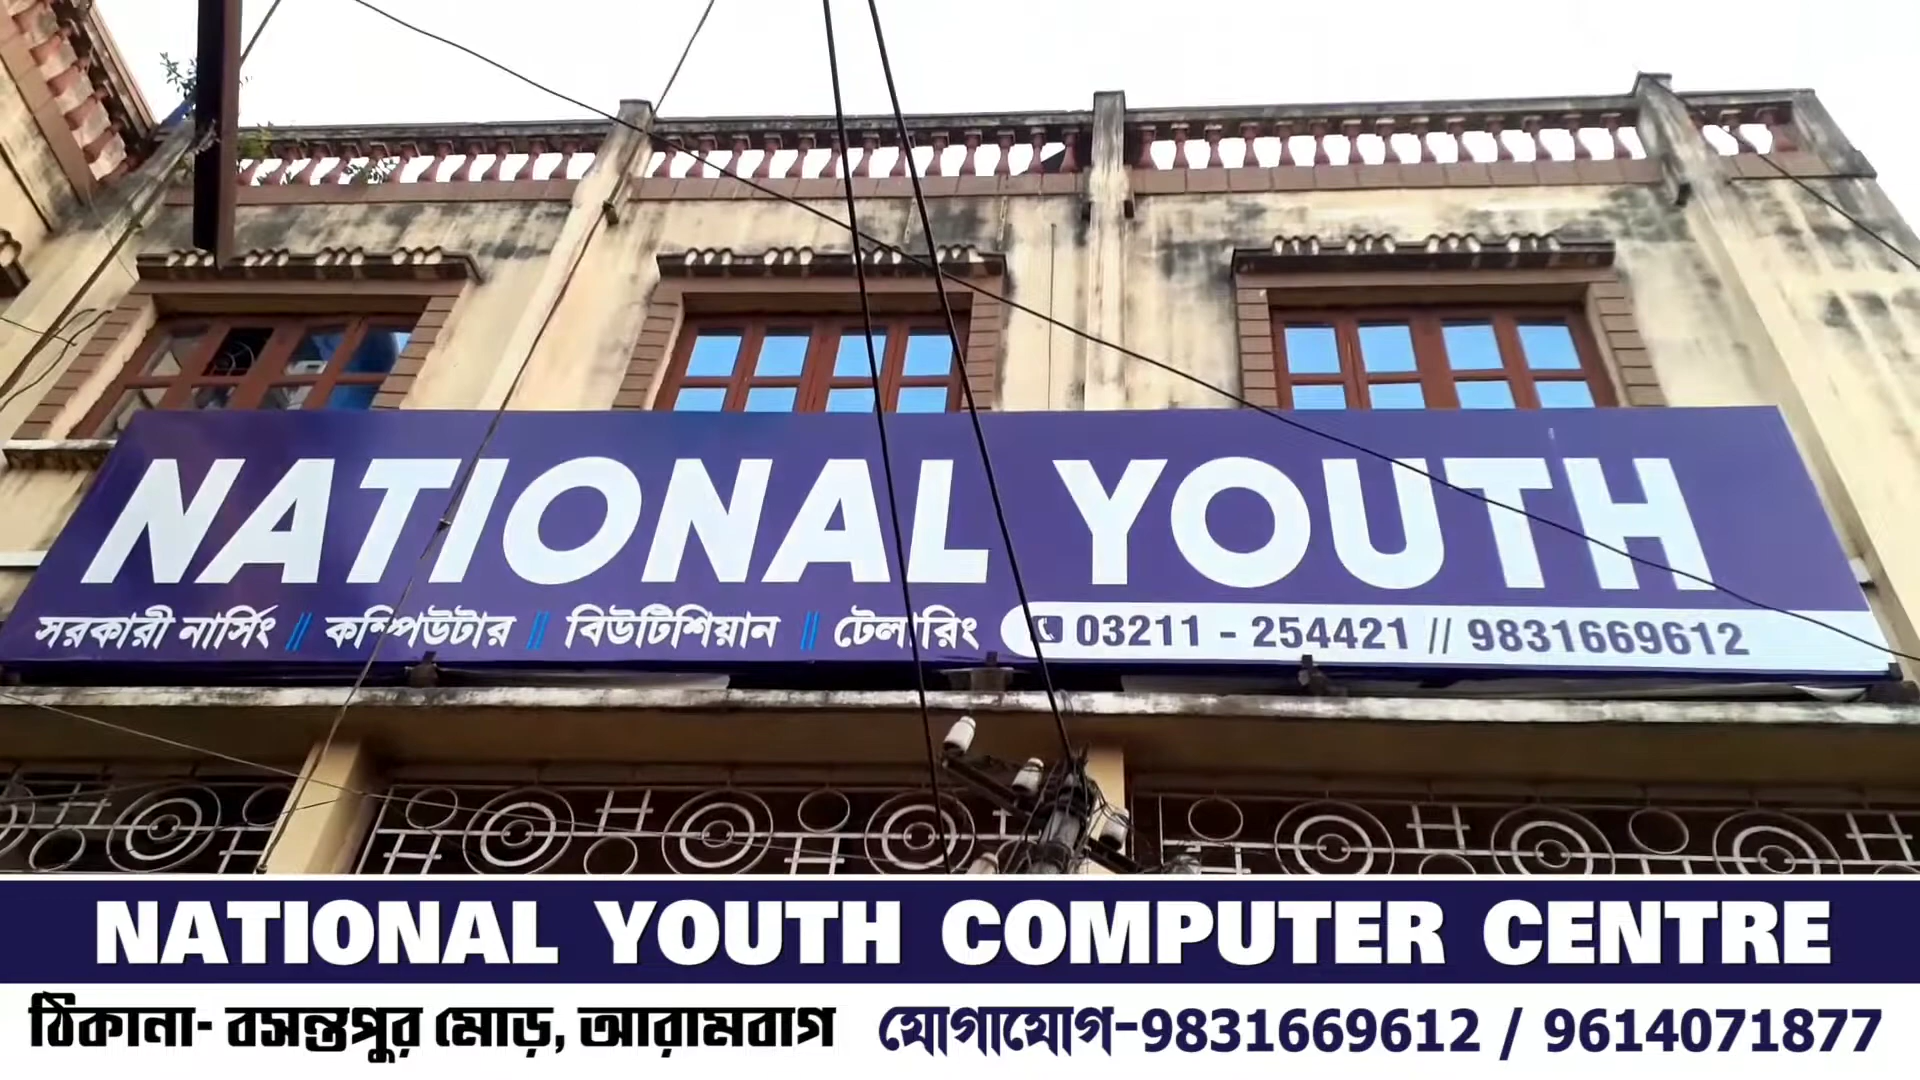 NATIONAL YOUTH
সরকারী নার্সিং // কম্পিউটার // বিউটিশিয়ান // টেলারিং
03211 - 254421 // 9831669612
NATIONAL YOUTH COMPUTER CENTRE
ঠিকানা- বসন্তপুর মোড়, আরামবাগ যোগাযোগ-9831669612 / 9614071877